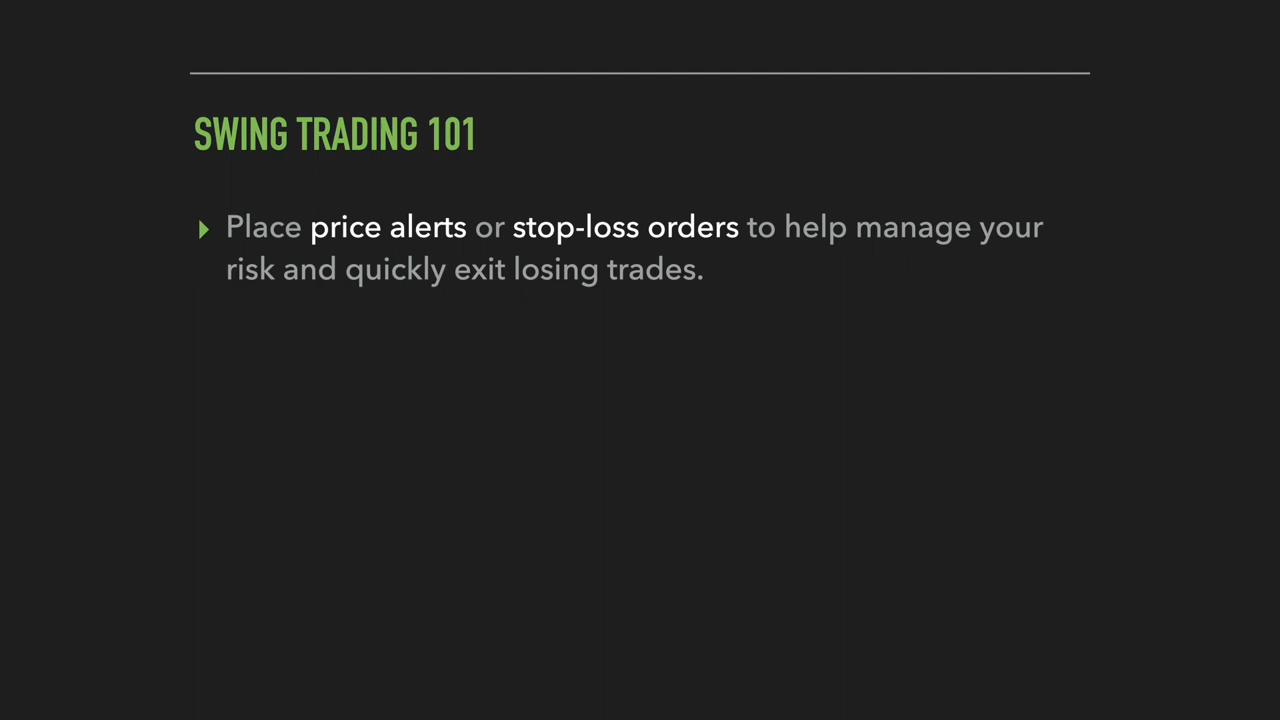 SWING TRADING 101
Place price alerts or stop-loss orders to help manage your
risk and quickly exit losing trades.